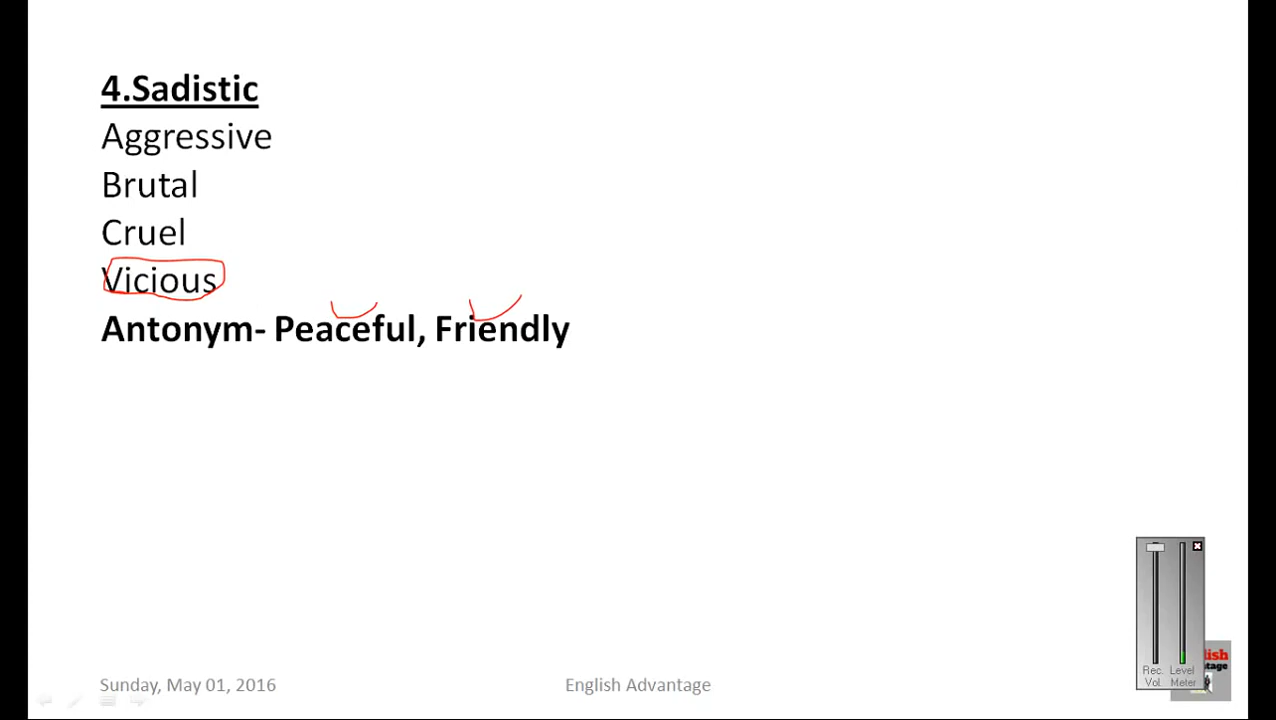 4.Sadistic
Aggressive
Brutal
Cruel
Vicious
Antonym- Peaceful, Friendly
Sunday, May 01, 2016
English Advantage
Rec. Level
Vol. Meter